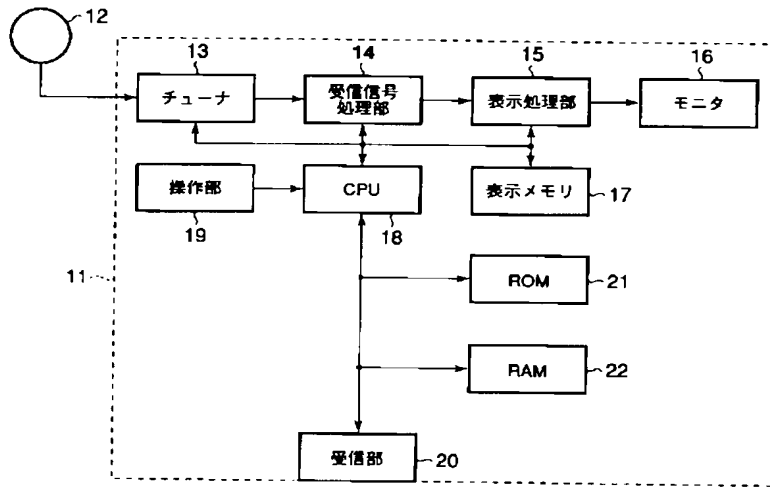 12
13
14
15
16
チューナ
受信信号
処理部
表示処理部
モニタ
操作部
CPU
表示メモリ
19
18
17
11
ROM
21
RAM
22
受信部
20